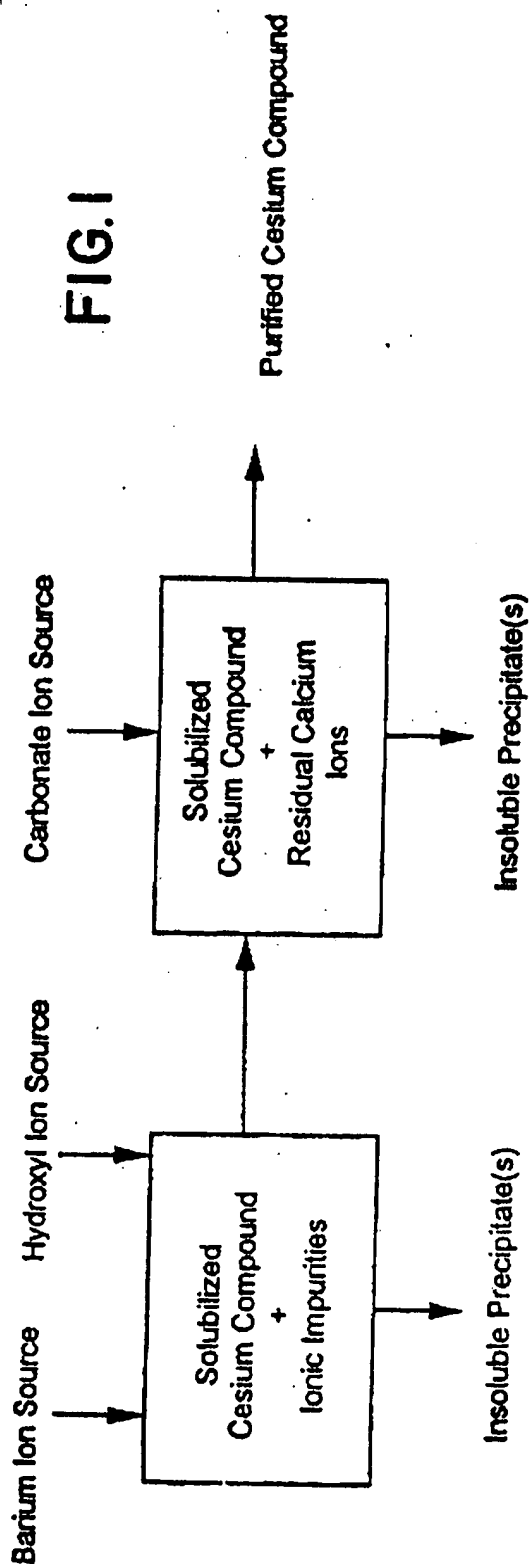 FIG. 1
Barium Ion Source
Hydroxyl Ion Source
Carbonate Ion Source
Solubilized
Cesium Compound
+
Ionic Impurities
Solubilized
Cesium Compound
+
Residual Calcium
Ions
Purified Cesium Compound
Insoluble Precipitate(s)
Insoluble Precipitate(s)